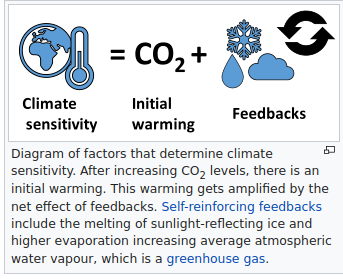 = CO₂ +
Climate sensitivity
Initial warming
Feedbacks
Diagram of factors that determine climate
sensitivity. After increasing CO₂ levels, there is an
initial warming. This warming gets amplified by the
net effect of feedbacks. Self-reinforcing feedbacks
include the melting of sunlight-reflecting ice and
higher evaporation increasing average atmospheric
water vapour, which is a greenhouse gas.